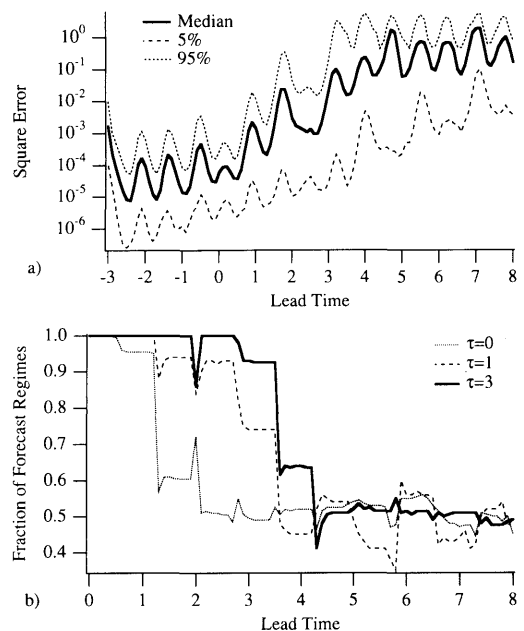 Median
5%
95%
Square Error
10^0
10^-1
10^-2
10^-3
10^-4
10^-5
10^-6
-3 -2 -1 0 1 2 3 4 5 6 7 8
Lead Time
a)
Fraction of Forecast Regimes
1.0
0.9
0.8
0.7
0.6
0.5
0.4
τ=0
τ=1
τ=3
0 1 2 3 4 5 6 7 8
Lead Time
b)